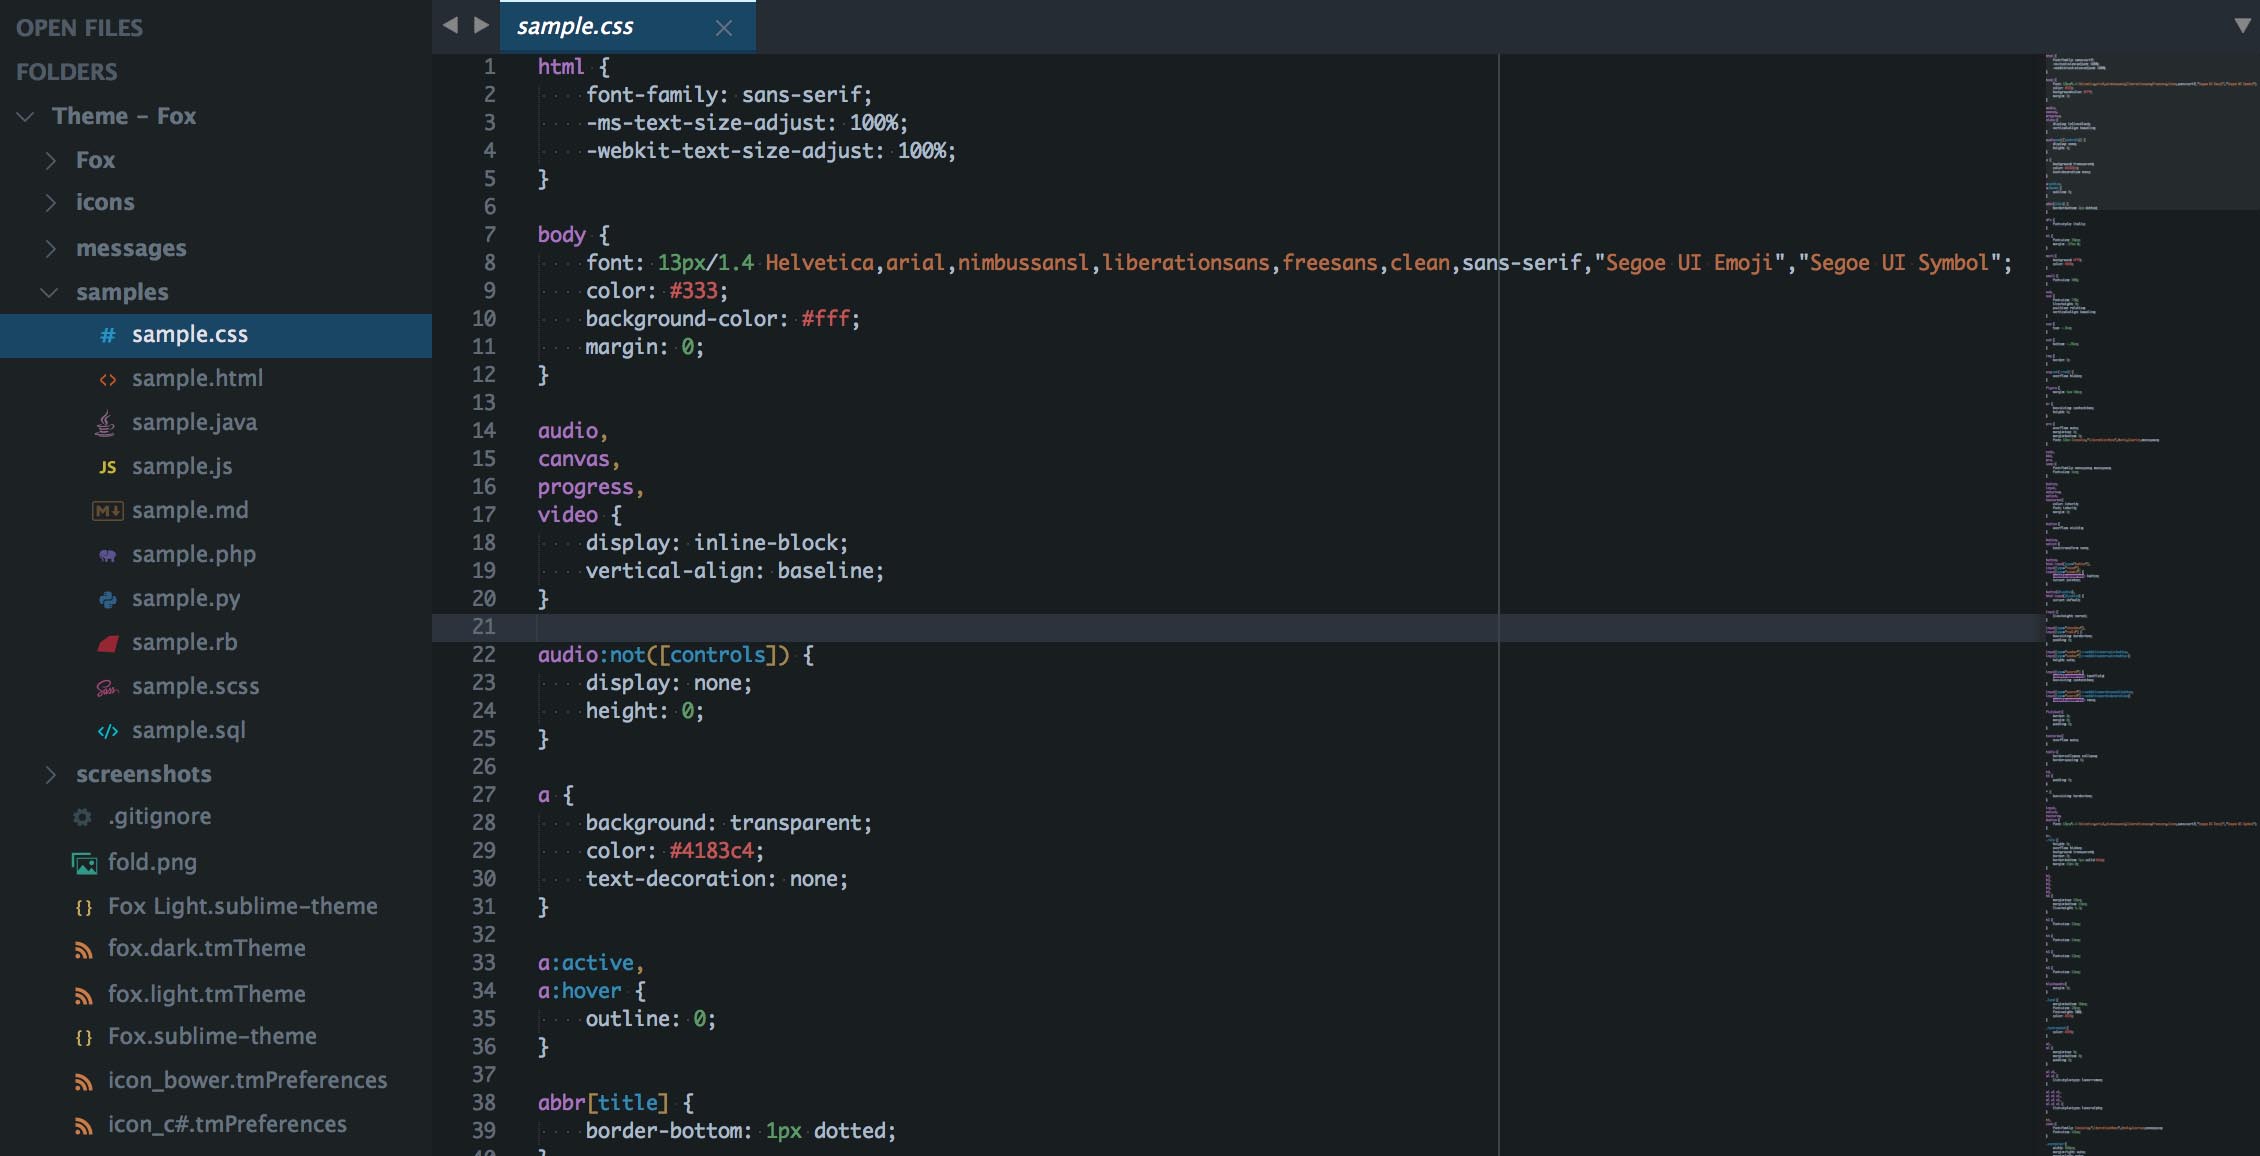 OPEN FILES
FOLDERS
Theme - Fox
Fox
icons
messages
samples
# sample.css
<> sample.html
sample.java
JS sample.js
M sample.md
php sample.php
sample.py
sample.rb
Sass sample.scss
</> sample.sql
screenshots
.gitignore
fold.png
{} Fox Light.sublime-theme
fox.dark.tmTheme
fox.light.tmTheme
{} Fox.sublime-theme
icon_bower.tmPreferences
icon_c#.tmPreferences
sample.css
1 html {
2 font-family: sans-serif;
3 -ms-text-size-adjust: 100%;
4 -webkit-text-size-adjust: 100%;
5 }
6
7 body {
8 font: 13px/1.4 Helvetica,arial,nimbussansl,liberationsans,freesans,clean,sans-serif,"Segoe UI Emoji","Segoe UI Symbol";
9 color: #333;
10 background-color: #fff;
11 margin: 0;
12 }
13
14 audio,
15 canvas,
16 progress,
17 video {
18 display: inline-block;
19 vertical-align: baseline;
20 }
21
22 audio:not([controls]) {
23 display: none;
24 height: 0;
25 }
26
27 a {
28 background: transparent;
29 color: #4183c4;
30 text-decoration: none;
31 }
32
33 a:active,
34 a:hover {
35 outline: 0;
36 }
37
38 abbr[title] {
39 border-bottom: 1px dotted;
40 }